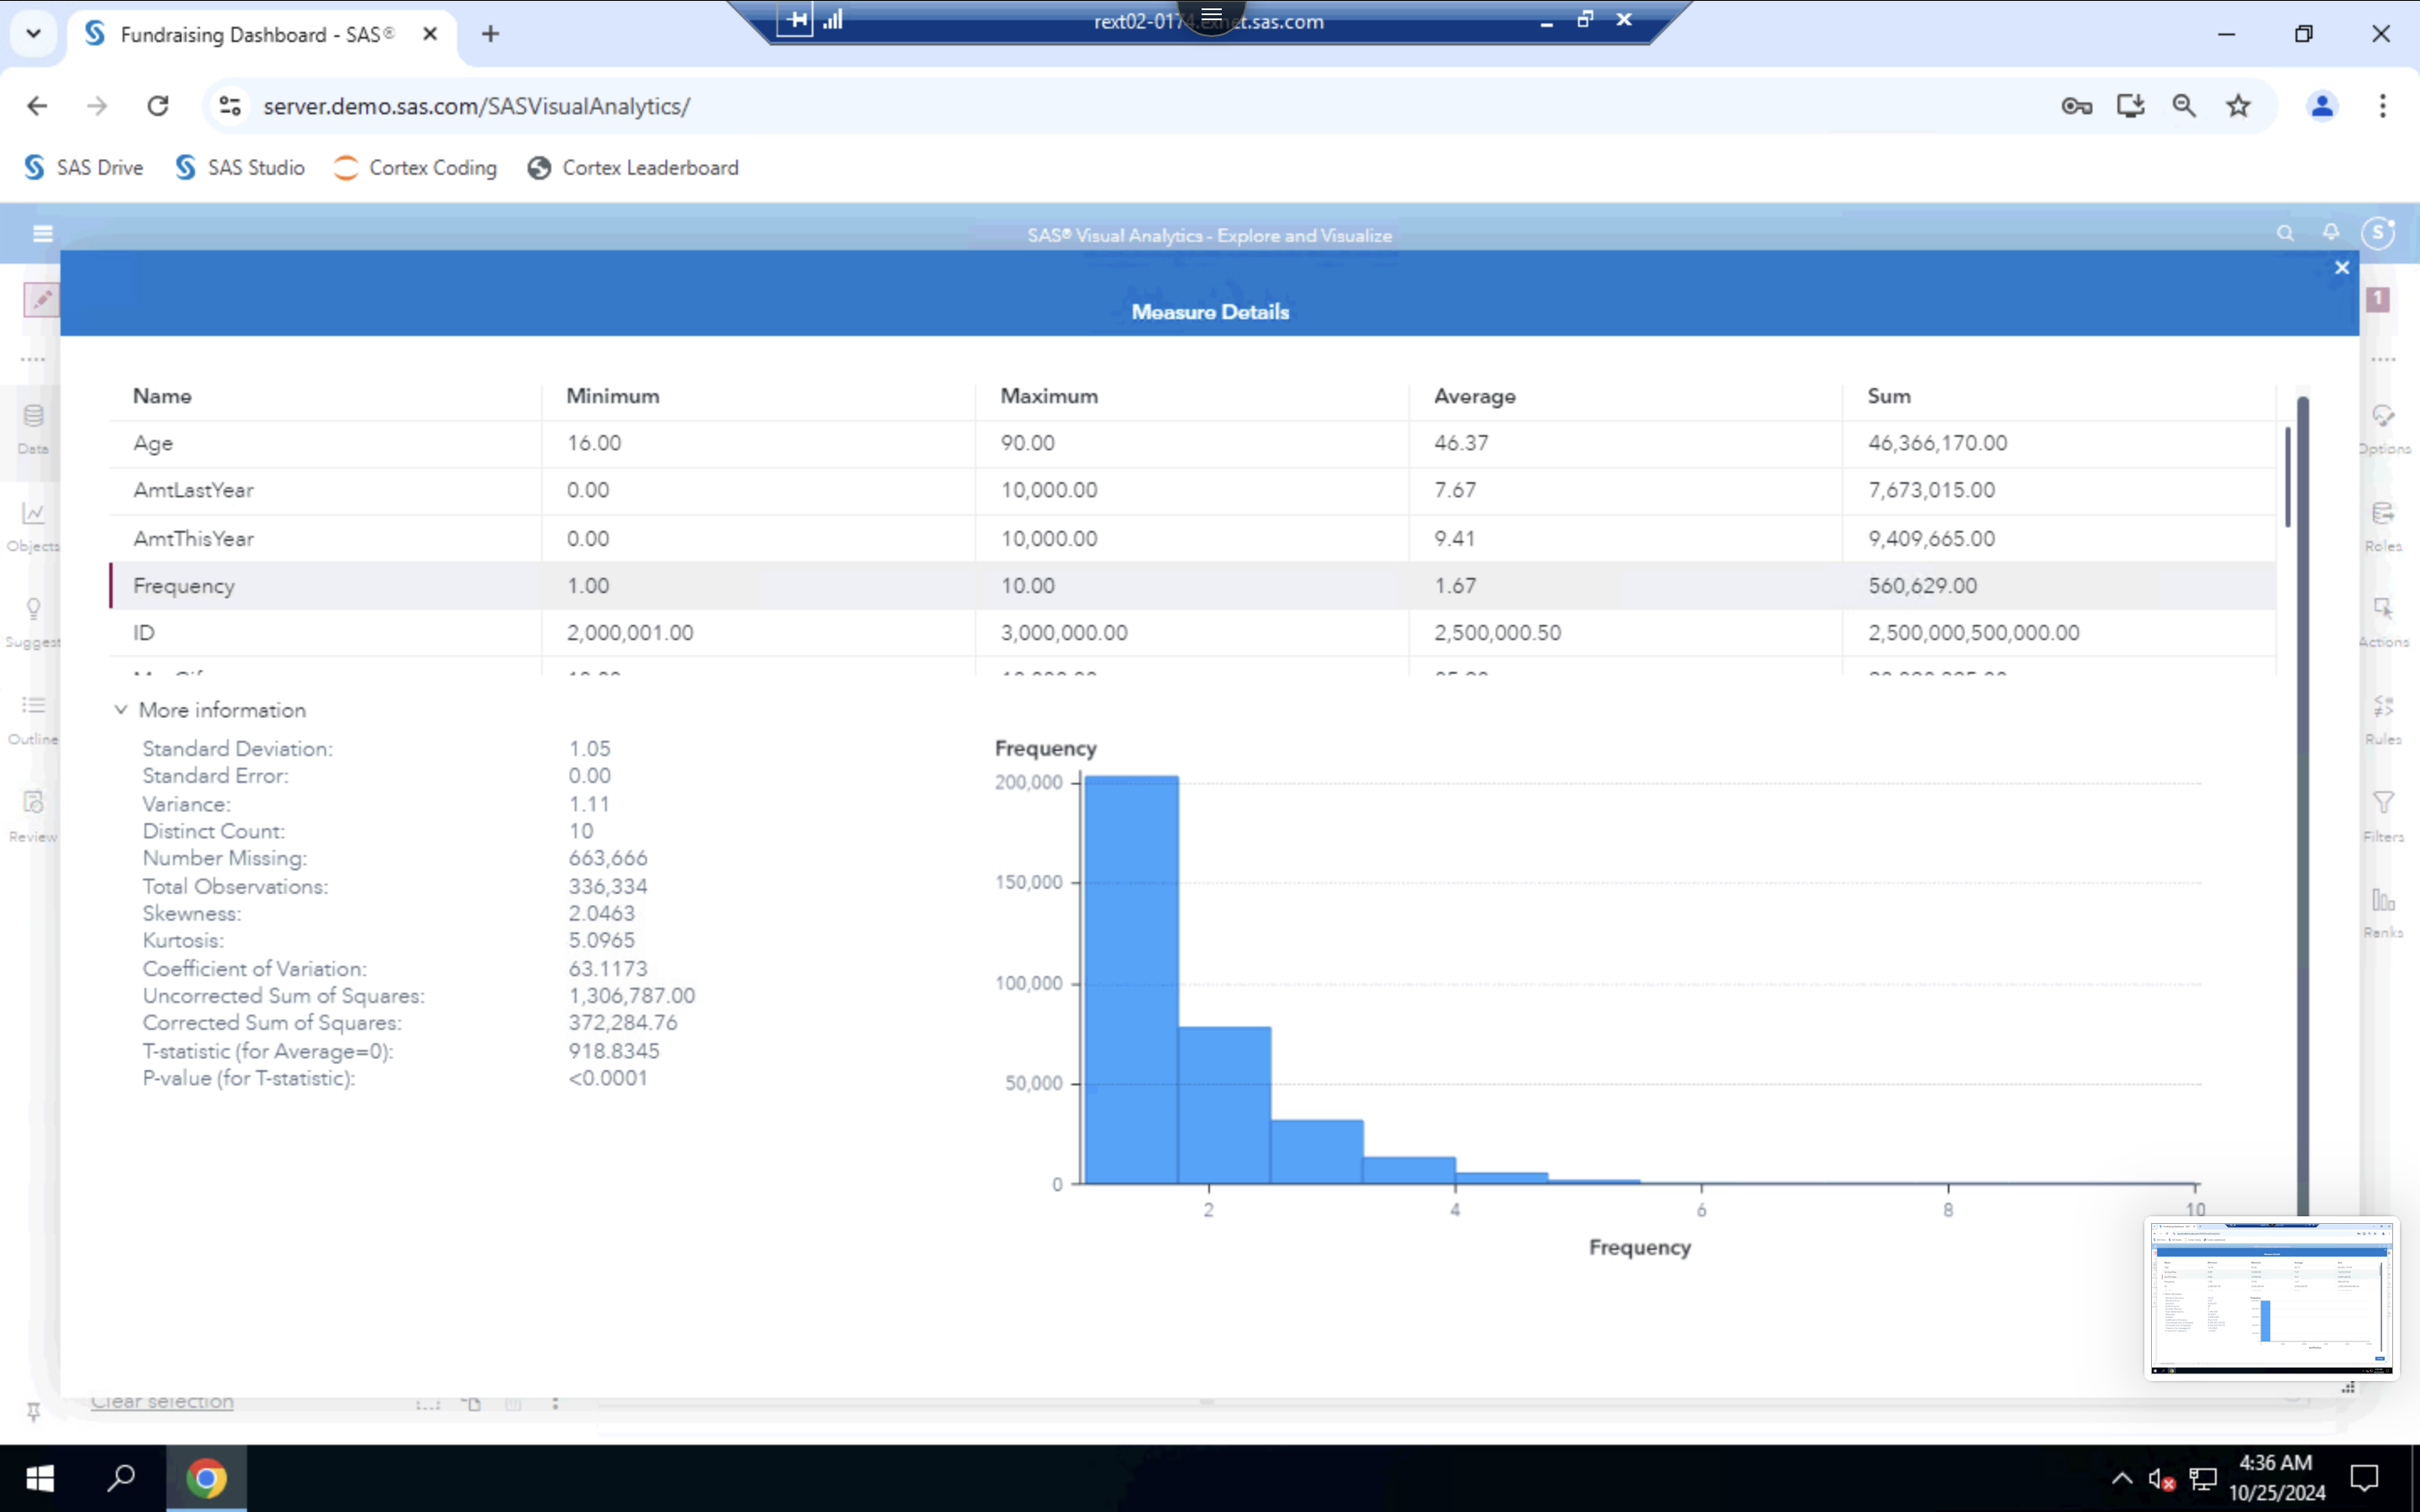 Fundraising Dashboard - SAS®
rext02-0174.exnet.sas.com
server.demo.sas.com/SASVisualAnalytics/
SAS Drive SAS Studio Cortex Coding Cortex Leaderboard
SAS® Visual Analytics - Explore and Visualize
S
Measure Details
1
Name Minimum Maximum Average Sum
Age 16.00 90.00 46.37 46,366,170.00
AmtLastYear 0.00 10,000.00 7.67 7,673,015.00
AmtThisYear 0.00 10,000.00 9.41 9,409,665.00
Frequency 1.00 10.00 1.67 560,629.00
ID 2,000,001.00 3,000,000.00 2,500,000.50 2,500,000,500,000.00
Data
Objects
Suggest
Outline
Review
Options
Roles
Actions
Rules
Filters
Ranks
More information
Standard Deviation: 1.05
Standard Error: 0.00
Variance: 1.11
Distinct Count: 10
Number Missing: 663,666
Total Observations: 336,334
Skewness: 2.0463
Kurtosis: 5.0965
Coefficient of Variation: 63.1173
Uncorrected Sum of Squares: 1,306,787.00
Corrected Sum of Squares: 372,284.76
T-statistic (for Average=0): 918.8345
P-value (for T-statistic): <0.0001
Frequency
200,000
150,000
100,000
50,000
0
2 4 6 8 10
Frequency
Clear selection
4:36 AM
10/25/2024